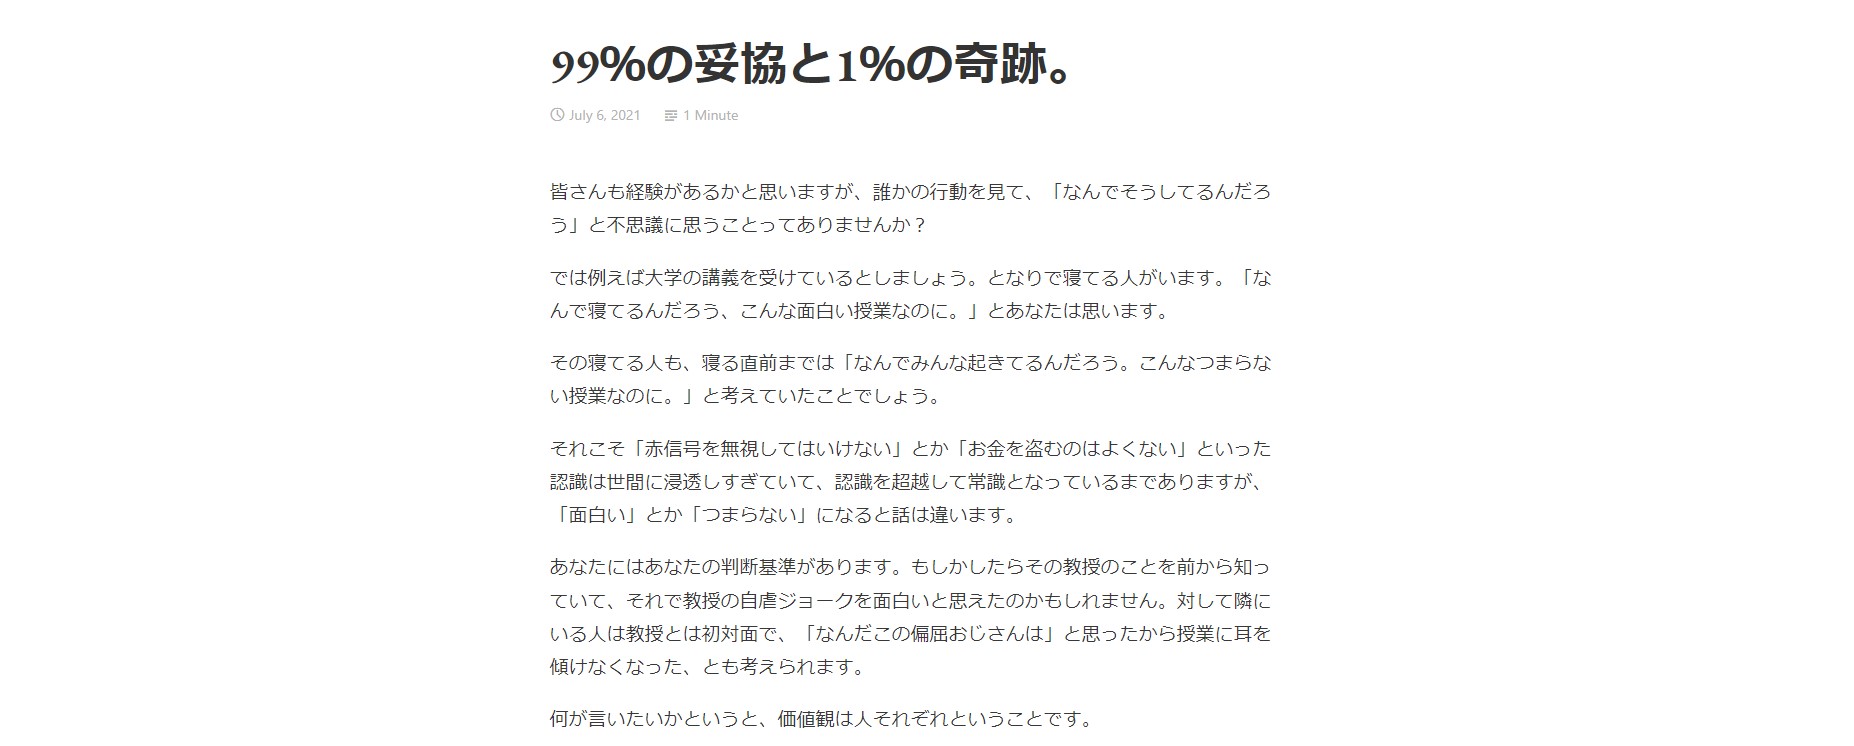 99%の妥協と1%の奇跡。
July 6, 2021 1 Minute
皆さんも経験があるかと思いますが、誰かの行動を見て、「なんでそうしてるんだろ
う」と不思議に思うことってありませんか？
では例えば大学の講義を受けているとしましょう。となりで寝てる人がいます。「な
んで寝てるんだろう、こんな面白い授業なのに。」とあなたは思います。
その寝てる人も、寝る直前までは「なんでみんな起きてるんだろう。こんなつまらな
い授業なのに。」と考えていたことでしょう。
それこそ「赤信号を無視してはいけない」とか「お金を盗むのはよくない」といった
認識は世間に浸透しすぎていて、認識を超越して常識となっているまでありますが、
「面白い」とか「つまらない」になると話は違います。
あなたにはあなたの判断基準があります。もしかしたらその教授のことを前から知っ
ていて、それで教授の自虐ジョークを面白いと思えたのかもしれません。対して隣に
いる人は教授とは初対面で、「なんだこの偏屈おじさんは」と思ったから授業に耳を
傾けなくなった、とも考えられます。
何が言いたいかというと、価値観は人それぞれということです。